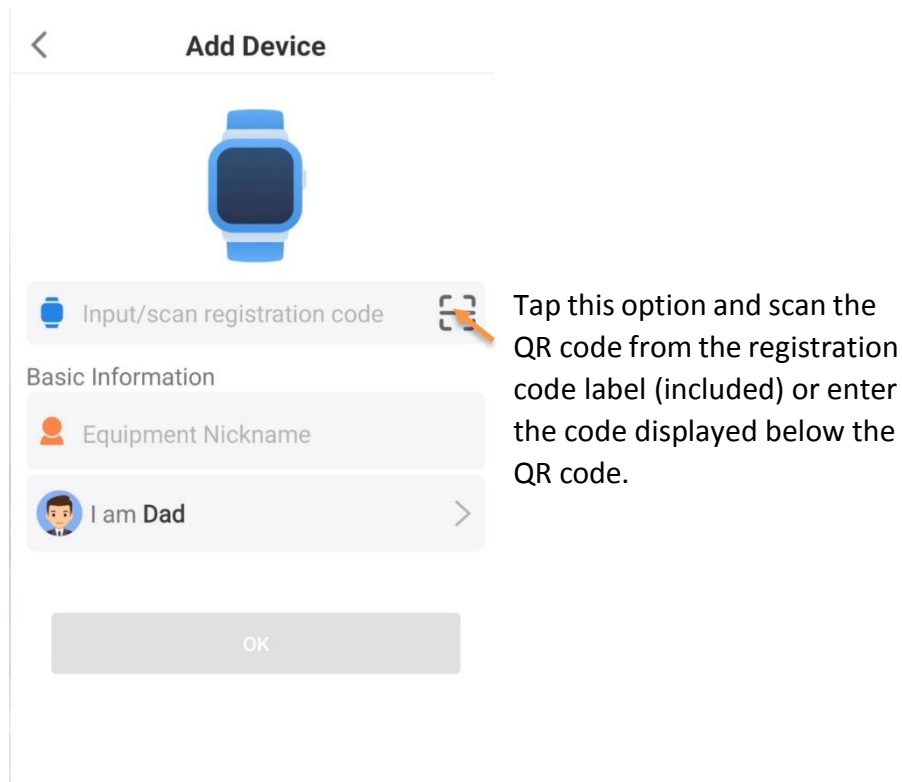 Add Device
Input/scan registration code
Tap this option and scan the
QR code from the registration
code label (included) or enter
the code displayed below the
QR code.
Basic Information
Equipment Nickname
I am Dad
OK